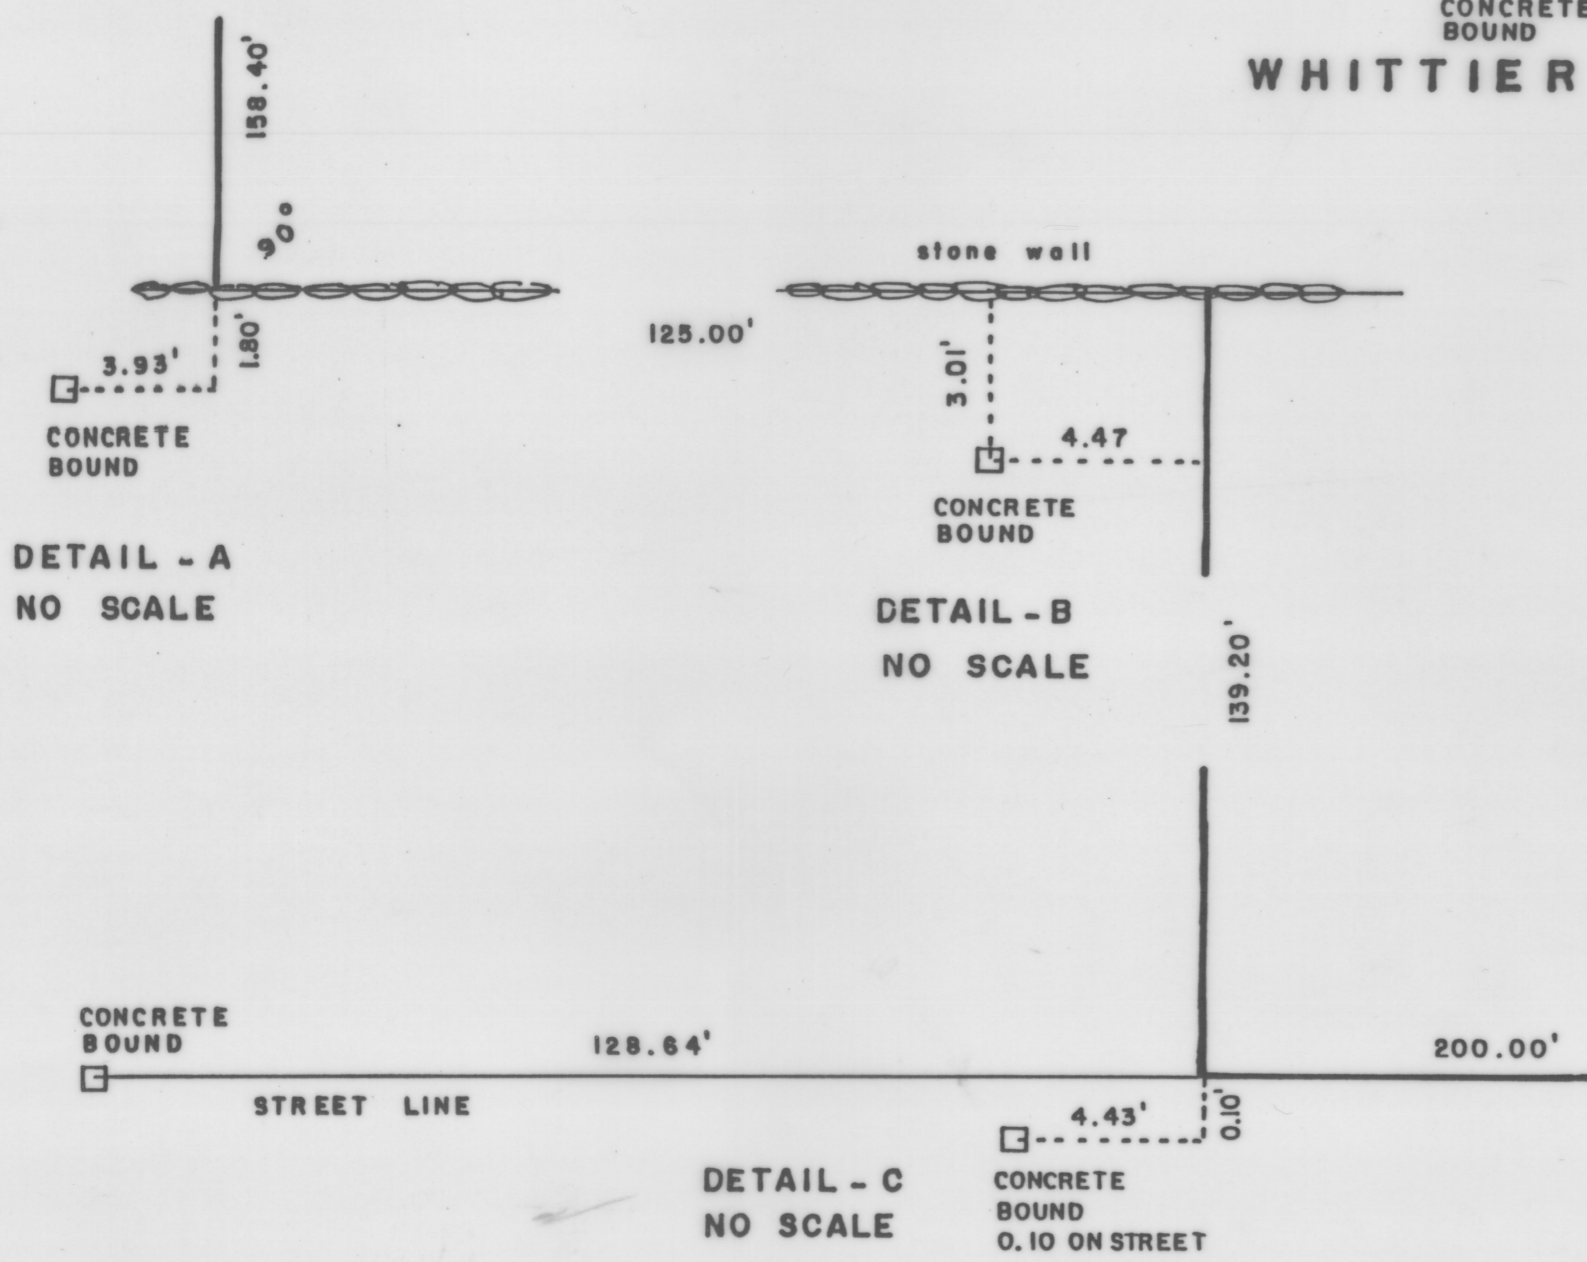 CONCRETE
BOUND
WHITTIER
158.40'
90°
1.80'
3.93'
CONCRETE
BOUND
DETAIL - A
NO SCALE
125.00'
stone wall
3.01'
4.47
CONCRETE
BOUND
DETAIL - B
NO SCALE
139.20'
CONCRETE
BOUND
128.64'
200.00'
STREET LINE
4.43'
0.10'
DETAIL - C
NO SCALE
CONCRETE
BOUND
0.10 ON STREET